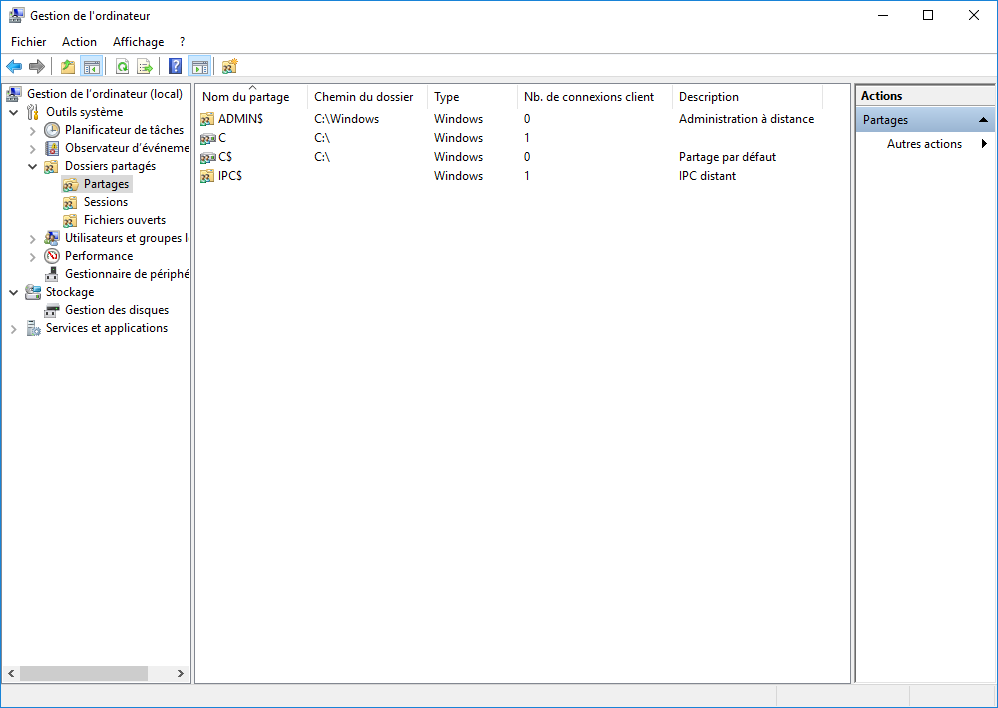 Gestion de l'ordinateur
Fichier Action Affichage ?
Gestion de l'ordinateur (local)
Outils système
Planificateur de tâches
Observateur d'événeme
Dossiers partagés
Partages
Sessions
Fichiers ouverts
Utilisateurs et groupes l
Performance
Gestionnaire de périphé
Stockage
Gestion des disques
Services et applications
Nom du partage Chemin du dossier Type Nb. de connexions client Description
ADMIN$ C:\Windows Windows 0 Administration à distance
C C:\ Windows 1
C$ C:\ Windows 0 Partage par défaut
IPC$ Windows 1 IPC distant
Actions
Partages
Autres actions